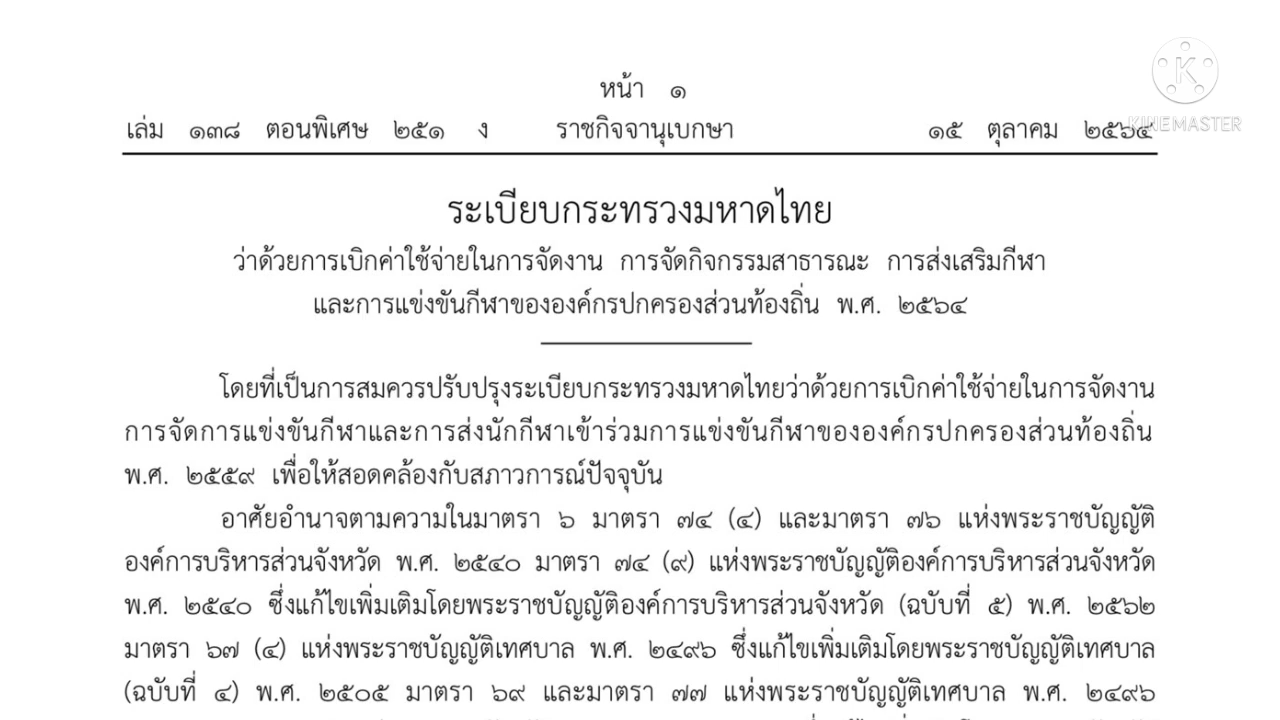 หน้า ๑
เล่ม ๑๓๘ ตอนพิเศษ ๒๕๑ ง ราชกิจจานุเบกษา ๑๕ ตุลาคม ๒๕๖๔
KINEMASTER
ระเบียบกระทรวงมหาดไทย
ว่าด้วยการเบิกค่าใช้จ่ายในการจัดงาน การจัดกิจกรรมสาธารณะ การส่งเสริมกีฬา
และการแข่งขันกีฬาขององค์กรปกครองส่วนท้องถิ่น พ.ศ. ๒๕๖๔
โดยที่เป็นการสมควรปรับปรุงระเบียบกระทรวงมหาดไทยว่าด้วยการเบิกค่าใช้จ่ายในการจัดงาน
การจัดการแข่งขันกีฬาและการส่งนักกีฬาเข้าร่วมการแข่งขันกีฬาขององค์กรปกครองส่วนท้องถิ่น
พ.ศ. ๒๕๕๙ เพื่อให้สอดคล้องกับสภาวการณ์ปัจจุบัน
อาศัยอำนาจตามความในมาตรา ๖ มาตรา ๗๔ (๔) และมาตรา ๗๖ แห่งพระราชบัญญัติ
องค์การบริหารส่วนจังหวัด พ.ศ. ๒๕๔๐ มาตรา ๗๔ (๙) แห่งพระราชบัญญัติองค์การบริหารส่วนจังหวัด
พ.ศ. ๒๕๔๐ ซึ่งแก้ไขเพิ่มเติมโดยพระราชบัญญัติองค์การบริหารส่วนจังหวัด (ฉบับที่ ๕) พ.ศ. ๒๕๖๒
มาตรา ๖๗ (๔) แห่งพระราชบัญญัติเทศบาล พ.ศ. ๒๔๙๖ ซึ่งแก้ไขเพิ่มเติมโดยพระราชบัญญัติเทศบาล
(ฉบับที่ ๔) พ.ศ. ๒๕๐๕ มาตรา ๖๙ และมาตรา ๗๗ แห่งพระราชบัญญัติเทศบาล พ.ศ. ๒๔๙๖